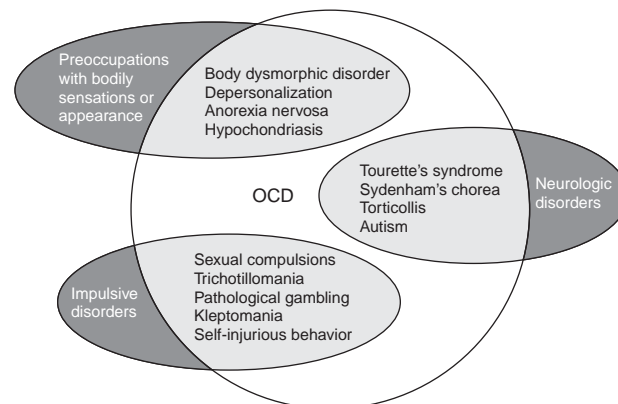 Preoccupations
with bodily
sensations or
appearance
Body dysmorphic disorder
Depersonalization
Anorexia nervosa
Hypochondriasis
OCD
Tourette’s syndrome
Sydenham’s chorea
Torticollis
Autism
Neurologic
disorders
Impulsive
disorders
Sexual compulsions
Trichotillomania
Pathological gambling
Kleptomania
Self-injurious behavior